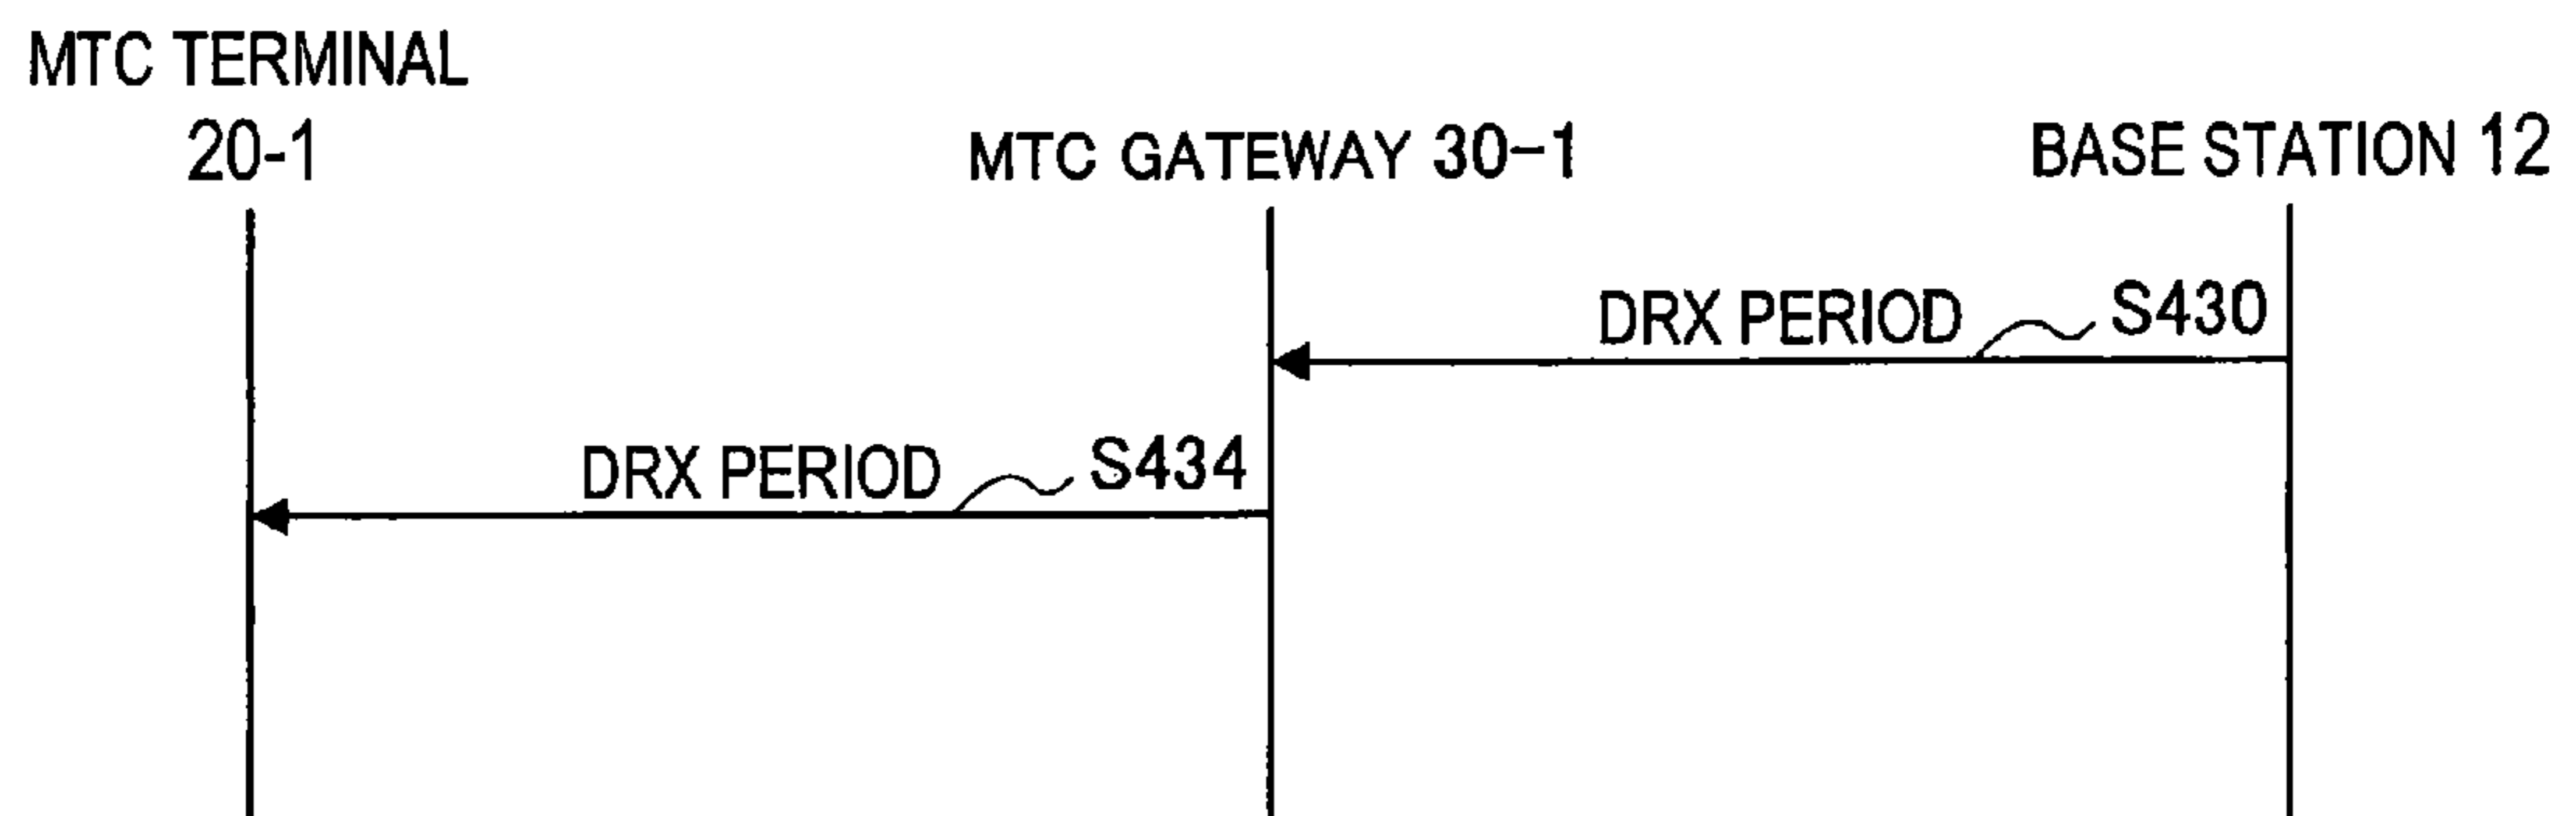 MTC TERMINAL
20-1
MTC GATEWAY 30-1
BASE STATION 12
DRX PERIOD S430
DRX PERIOD S434